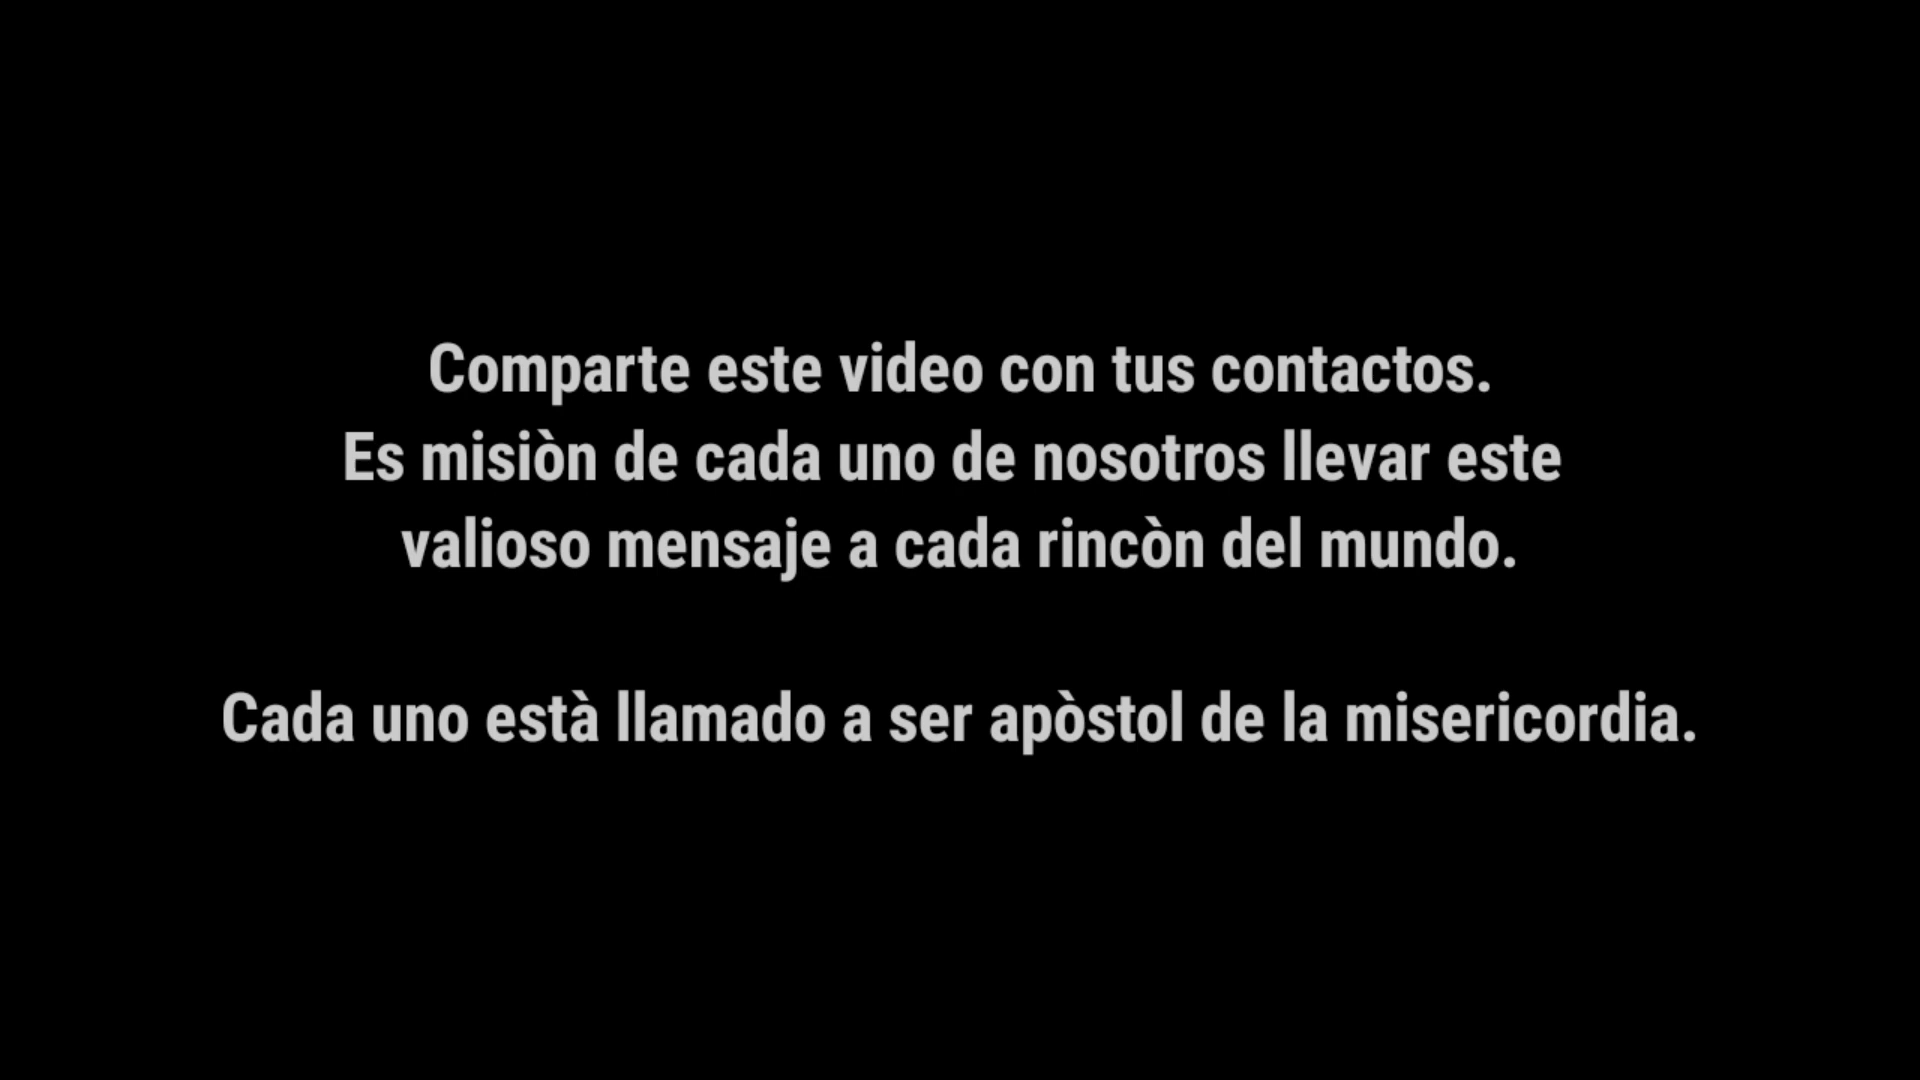 Comparte este video con tus contactos.
Es misiòn de cada uno de nosotros llevar este
valioso mensaje a cada rincòn del mundo.
Cada uno està llamado a ser apòstol de la misericordia.